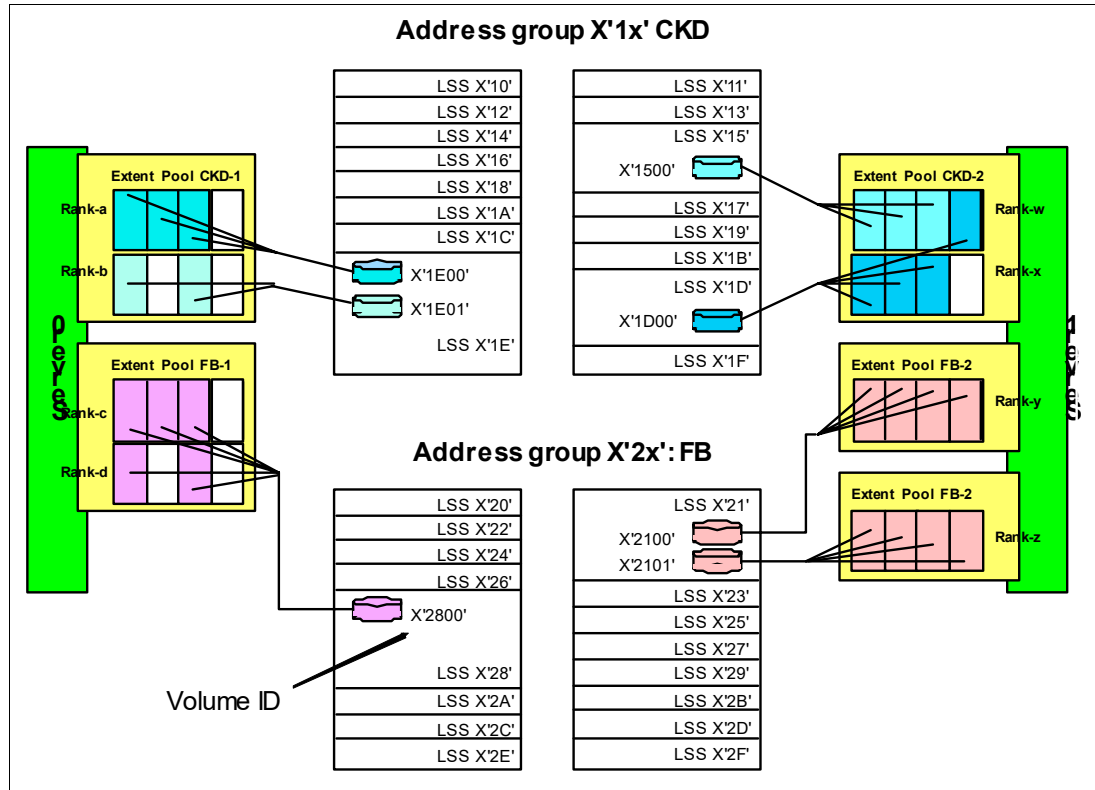 Address group X'1x' CKD
LSS X'10'
LSS X'12'
LSS X'14'
LSS X'16'
LSS X'18'
LSS X'1A'
LSS X'1C'
X'1E00'
X'1E01'
LSS X'1E'
LSS X'11'
LSS X'13'
LSS X'15'
X'1500'
LSS X'17'
LSS X'19'
LSS X'1B'
LSS X'1D'
X'1D00'
LSS X'1F'
Server0
Extent Pool CKD-1
Rank-a
Rank-b
Extent Pool FB-1
Rank-c
Rank-d
Extent Pool CKD-2
Rank-w
Rank-x
Extent Pool FB-2
Rank-y
Extent Pool FB-2
Rank-z
Address group X'2x': FB
LSS X'20'
LSS X'22'
LSS X'24'
LSS X'26'
X'2800'
LSS X'28'
LSS X'2A'
LSS X'2C'
LSS X'2E'
Volume ID
LSS X'21'
X'2100'
X'2101'
LSS X'23'
LSS X'25'
LSS X'27'
LSS X'29'
LSS X'2B'
LSS X'2D'
LSS X'2F'